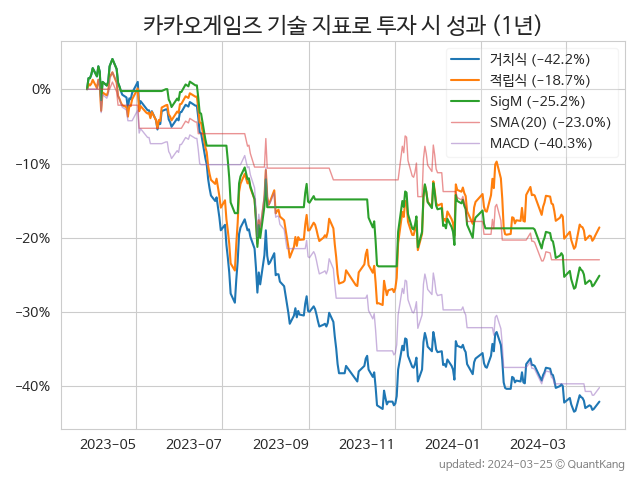 카카오게임즈 기술 지표로 투자 시 성과 (1년)
거치식 (−42.2%)
적립식 (−18.7%)
SigM (−25.2%)
SMA(20) (−23.0%)
MACD (−40.3%)
0%
−10%
−20%
−30%
−40%
2023−05 2023−07 2023−09 2023−11 2024−01 2024−03
updated: 2024−03−25 © QuantKang